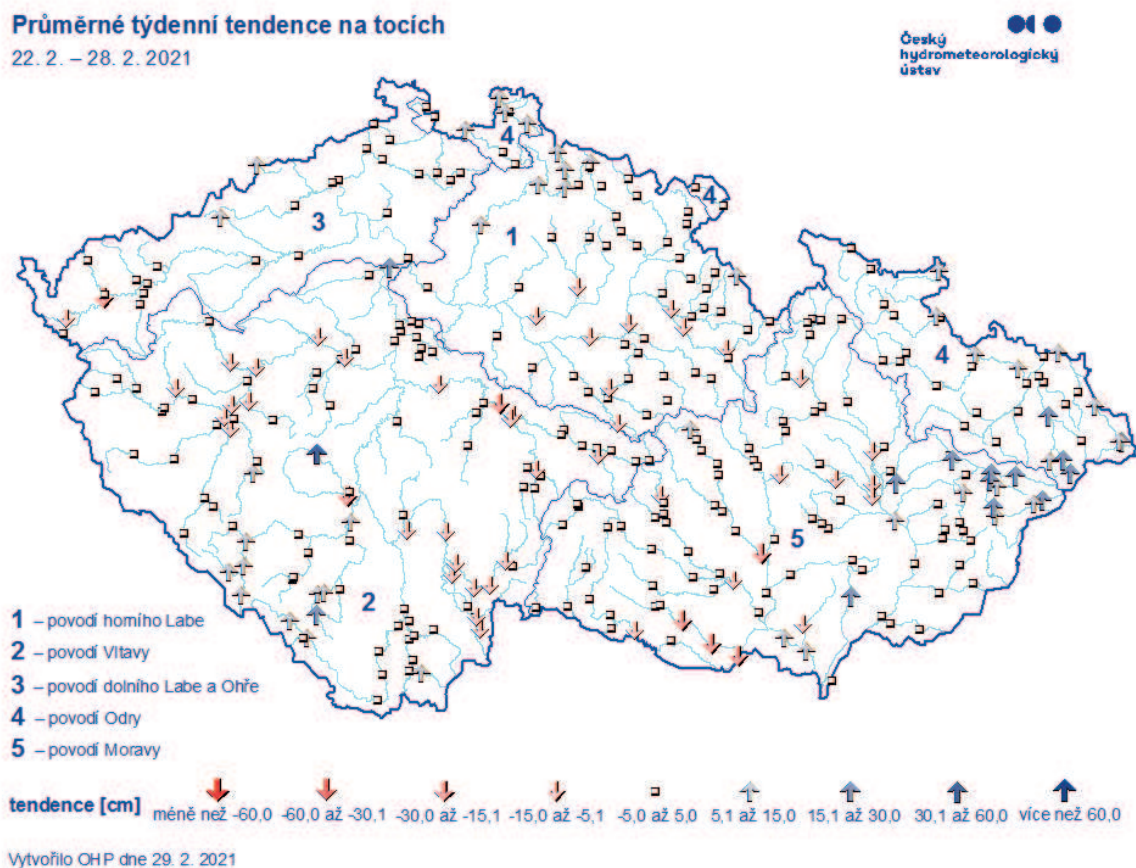 Průměrné týdenní tendence na tocích
22. 2. – 28. 2. 2021
Český
hydrometeorologický
ústav
4
4
3
1
4
5
2
1 – povodí horního Labe
2 – povodí Vltavy
3 – povodí dolního Labe a Ohře
4 – povodí Odry
5 – povodí Moravy
tendence [cm]
méně než -60,0 -60,0 až -30,1 -30,0 až -15,1 -15,0 až -5,1 -5,0 až 5,0 5,1 až 15,0 15,1 až 30,0 30,1 až 60,0 více než 60,0
Vytvořilo OHP dne 29. 2. 2021